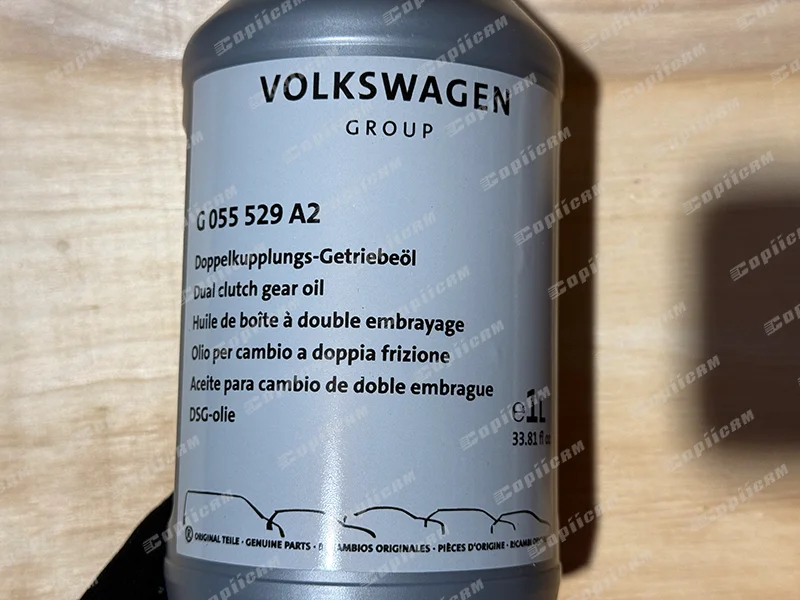 VOLKSWAGEN
GROUP
G 055 529 A2
Doppelkupplungs-Getriebeöl
Dual clutch gear oil
Huile de boîte à double embrayage
Olio per cambio a doppia frizione
Aceite para cambio de doble embrague
DSG-olie
e1L
33.81 fl
® ORIGINAL TEILE · GENUINE PARTS · ORIGINALES · PIÈCES D'ORIGINE · RICAMBI
Copiicam